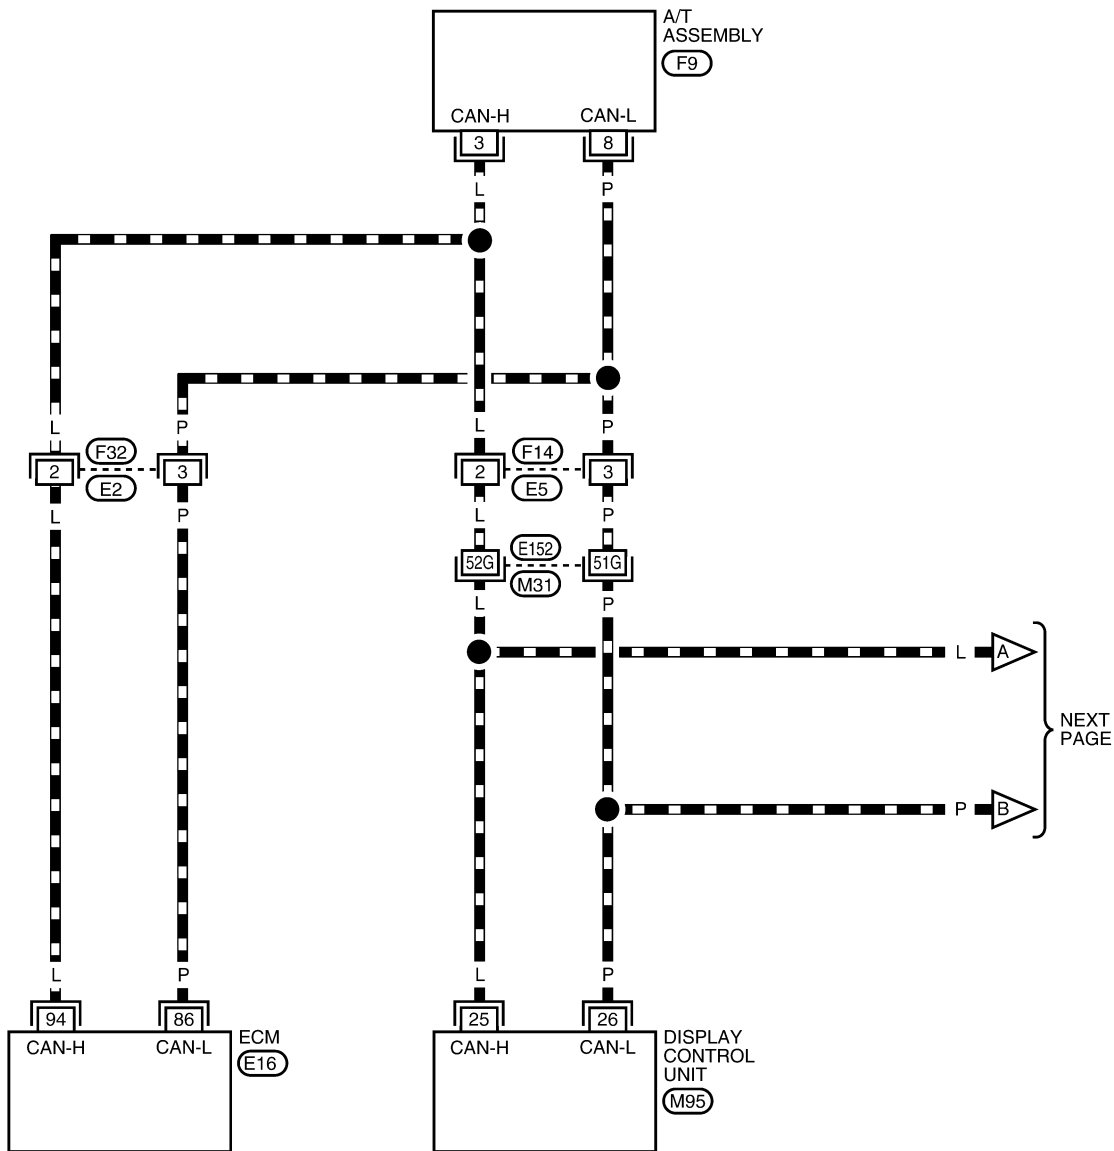 A/T
ASSEMBLY
F9
CAN-H CAN-L
3 8
L P
L P L P
F32 F14
2 3 2 3
E2 E5
L P L P
E152
52G 51G
M31
L P
L A
NEXT
PAGE
P B
L P L P
94 86 25 26
CAN-H CAN-L CAN-H CAN-L
ECM
E16
DISPLAY
CONTROL
UNIT
M95